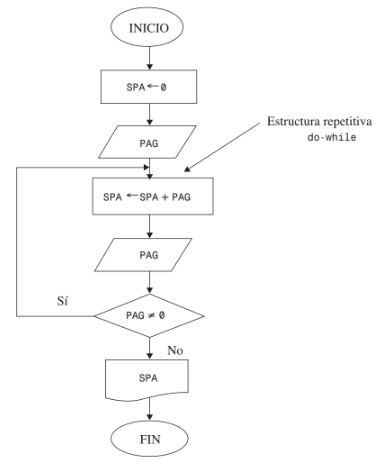 INICIO
SPA ← 0
PAG
Estructura repetitiva
do-while
SPA ← SPA + PAG
PAG
Sí
PAG ≠ 0
No
SPA
FIN